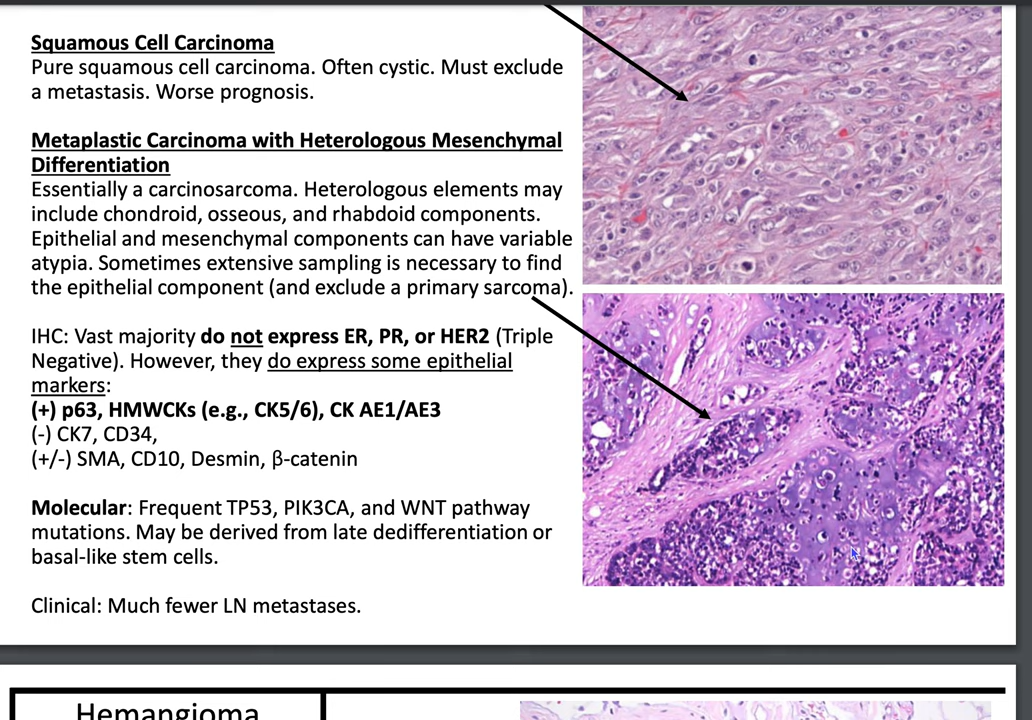 Squamous Cell Carcinoma
Pure squamous cell carcinoma. Often cystic. Must exclude
a metastasis. Worse prognosis.
Metaplastic Carcinoma with Heterologous Mesenchymal
Differentiation
Essentially a carcinosarcoma. Heterologous elements may
include chondroid, osseous, and rhabdoid components.
Epithelial and mesenchymal components can have variable
atypia. Sometimes extensive sampling is necessary to find
the epithelial component (and exclude a primary sarcoma).
IHC: Vast majority do not express ER, PR, or HER2 (Triple
Negative). However, they do express some epithelial
markers:
(+) p63, HMWCKs (e.g., CK5/6), CK AE1/AE3
(-) CK7, CD34,
(+/-) SMA, CD10, Desmin, β-catenin
Molecular: Frequent TP53, PIK3CA, and WNT pathway
mutations. May be derived from late dedifferentiation or
basal-like stem cells.
Clinical: Much fewer LN metastases.
Hemangioma